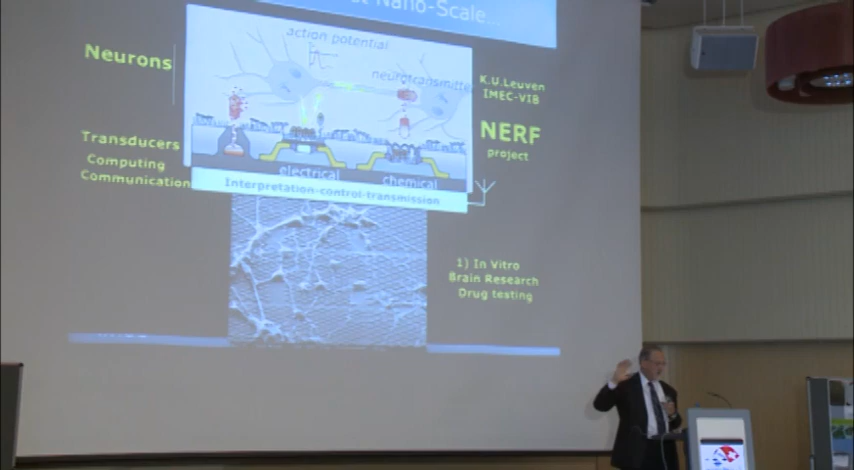 Nano-Scale...
action potential
Neurons
neurotransmitter
K.U.Leuven
IMEC-VIB
NERF
project
Transducers
Computing
Communication
electrical
chemical
Interpretation-control-transmission
1) In Vitro
Brain Research
Drug testing